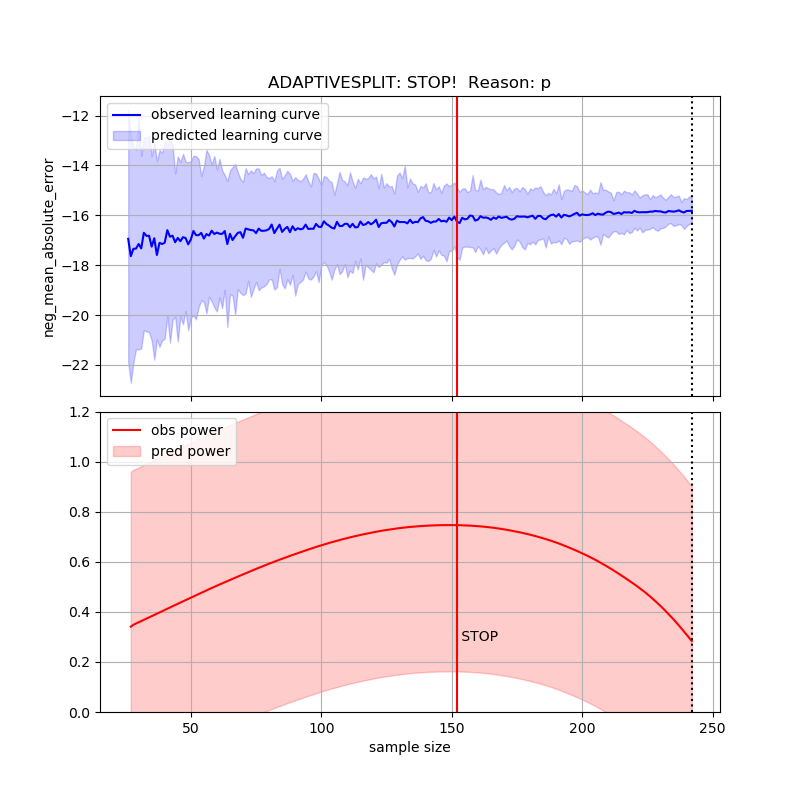 ADAPTIVESPLIT: STOP!  Reason: p
observed learning curve
predicted learning curve
neg_mean_absolute_error
−12
−14
−16
−18
−20
−22
obs power
pred power
1.2
1.0
0.8
0.6
0.4
0.2
0.0
STOP
50
100
150
200
250
sample size